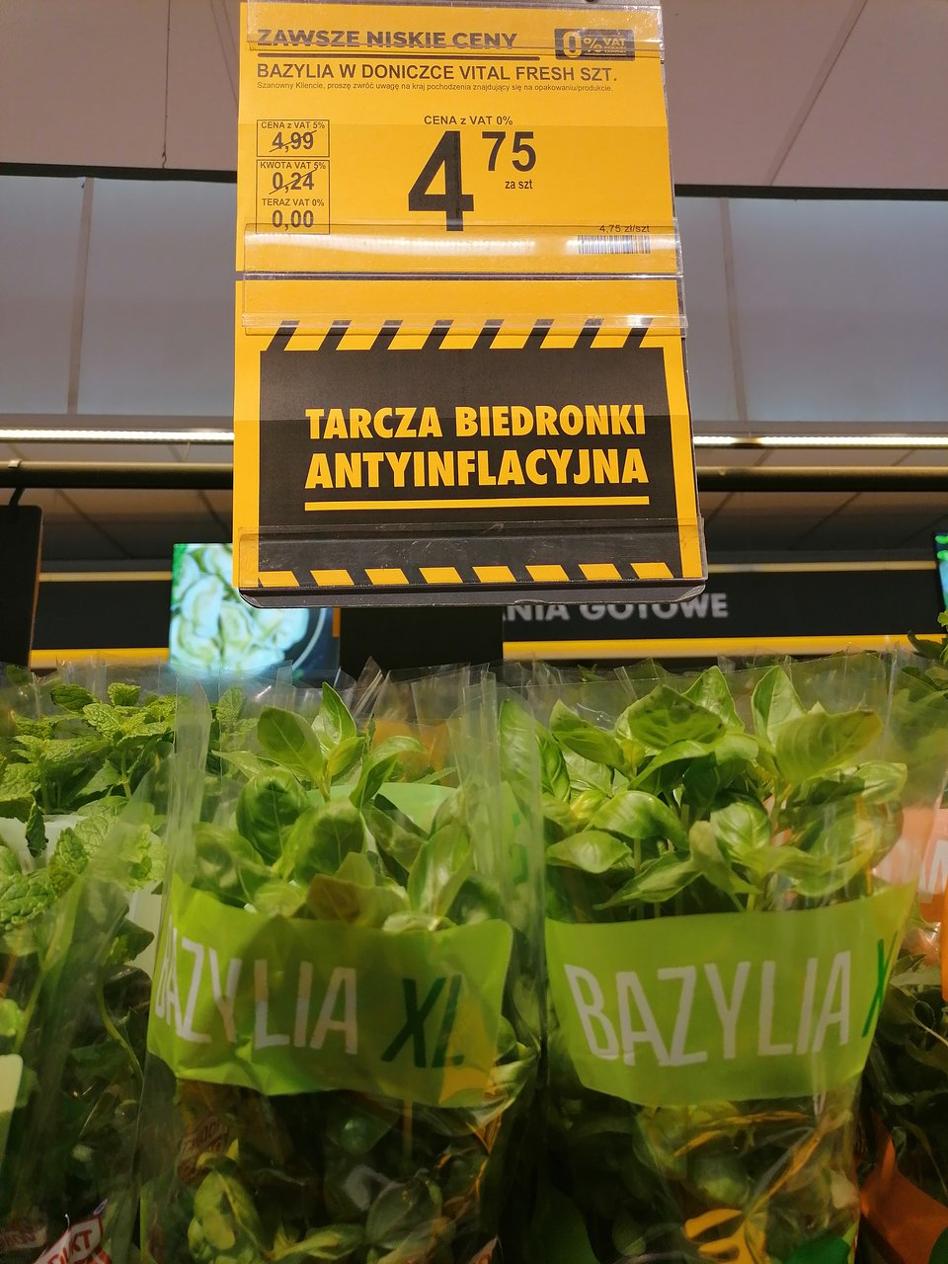 ZAWSZE NISKIE CENY
0% VAT
BAZYLIA W DONICZCE VITAL FRESH SZT.
Szanowny Kliencie, proszę zwróć uwagę na kraj pochodzenia znajdujący się na opakowaniu/produkcie.
CENA z VAT 5%
4,99
KWOTA VAT 5%
0,24
TERAZ VAT 0%
0,00
CENA z VAT 0%
4 75
za szt
4,75 zł/szt
TARCZA BIEDRONKI
ANTYINFLACYJNA
ANIA GOTOWE
BAZYLIA XL
BAZYLIA X